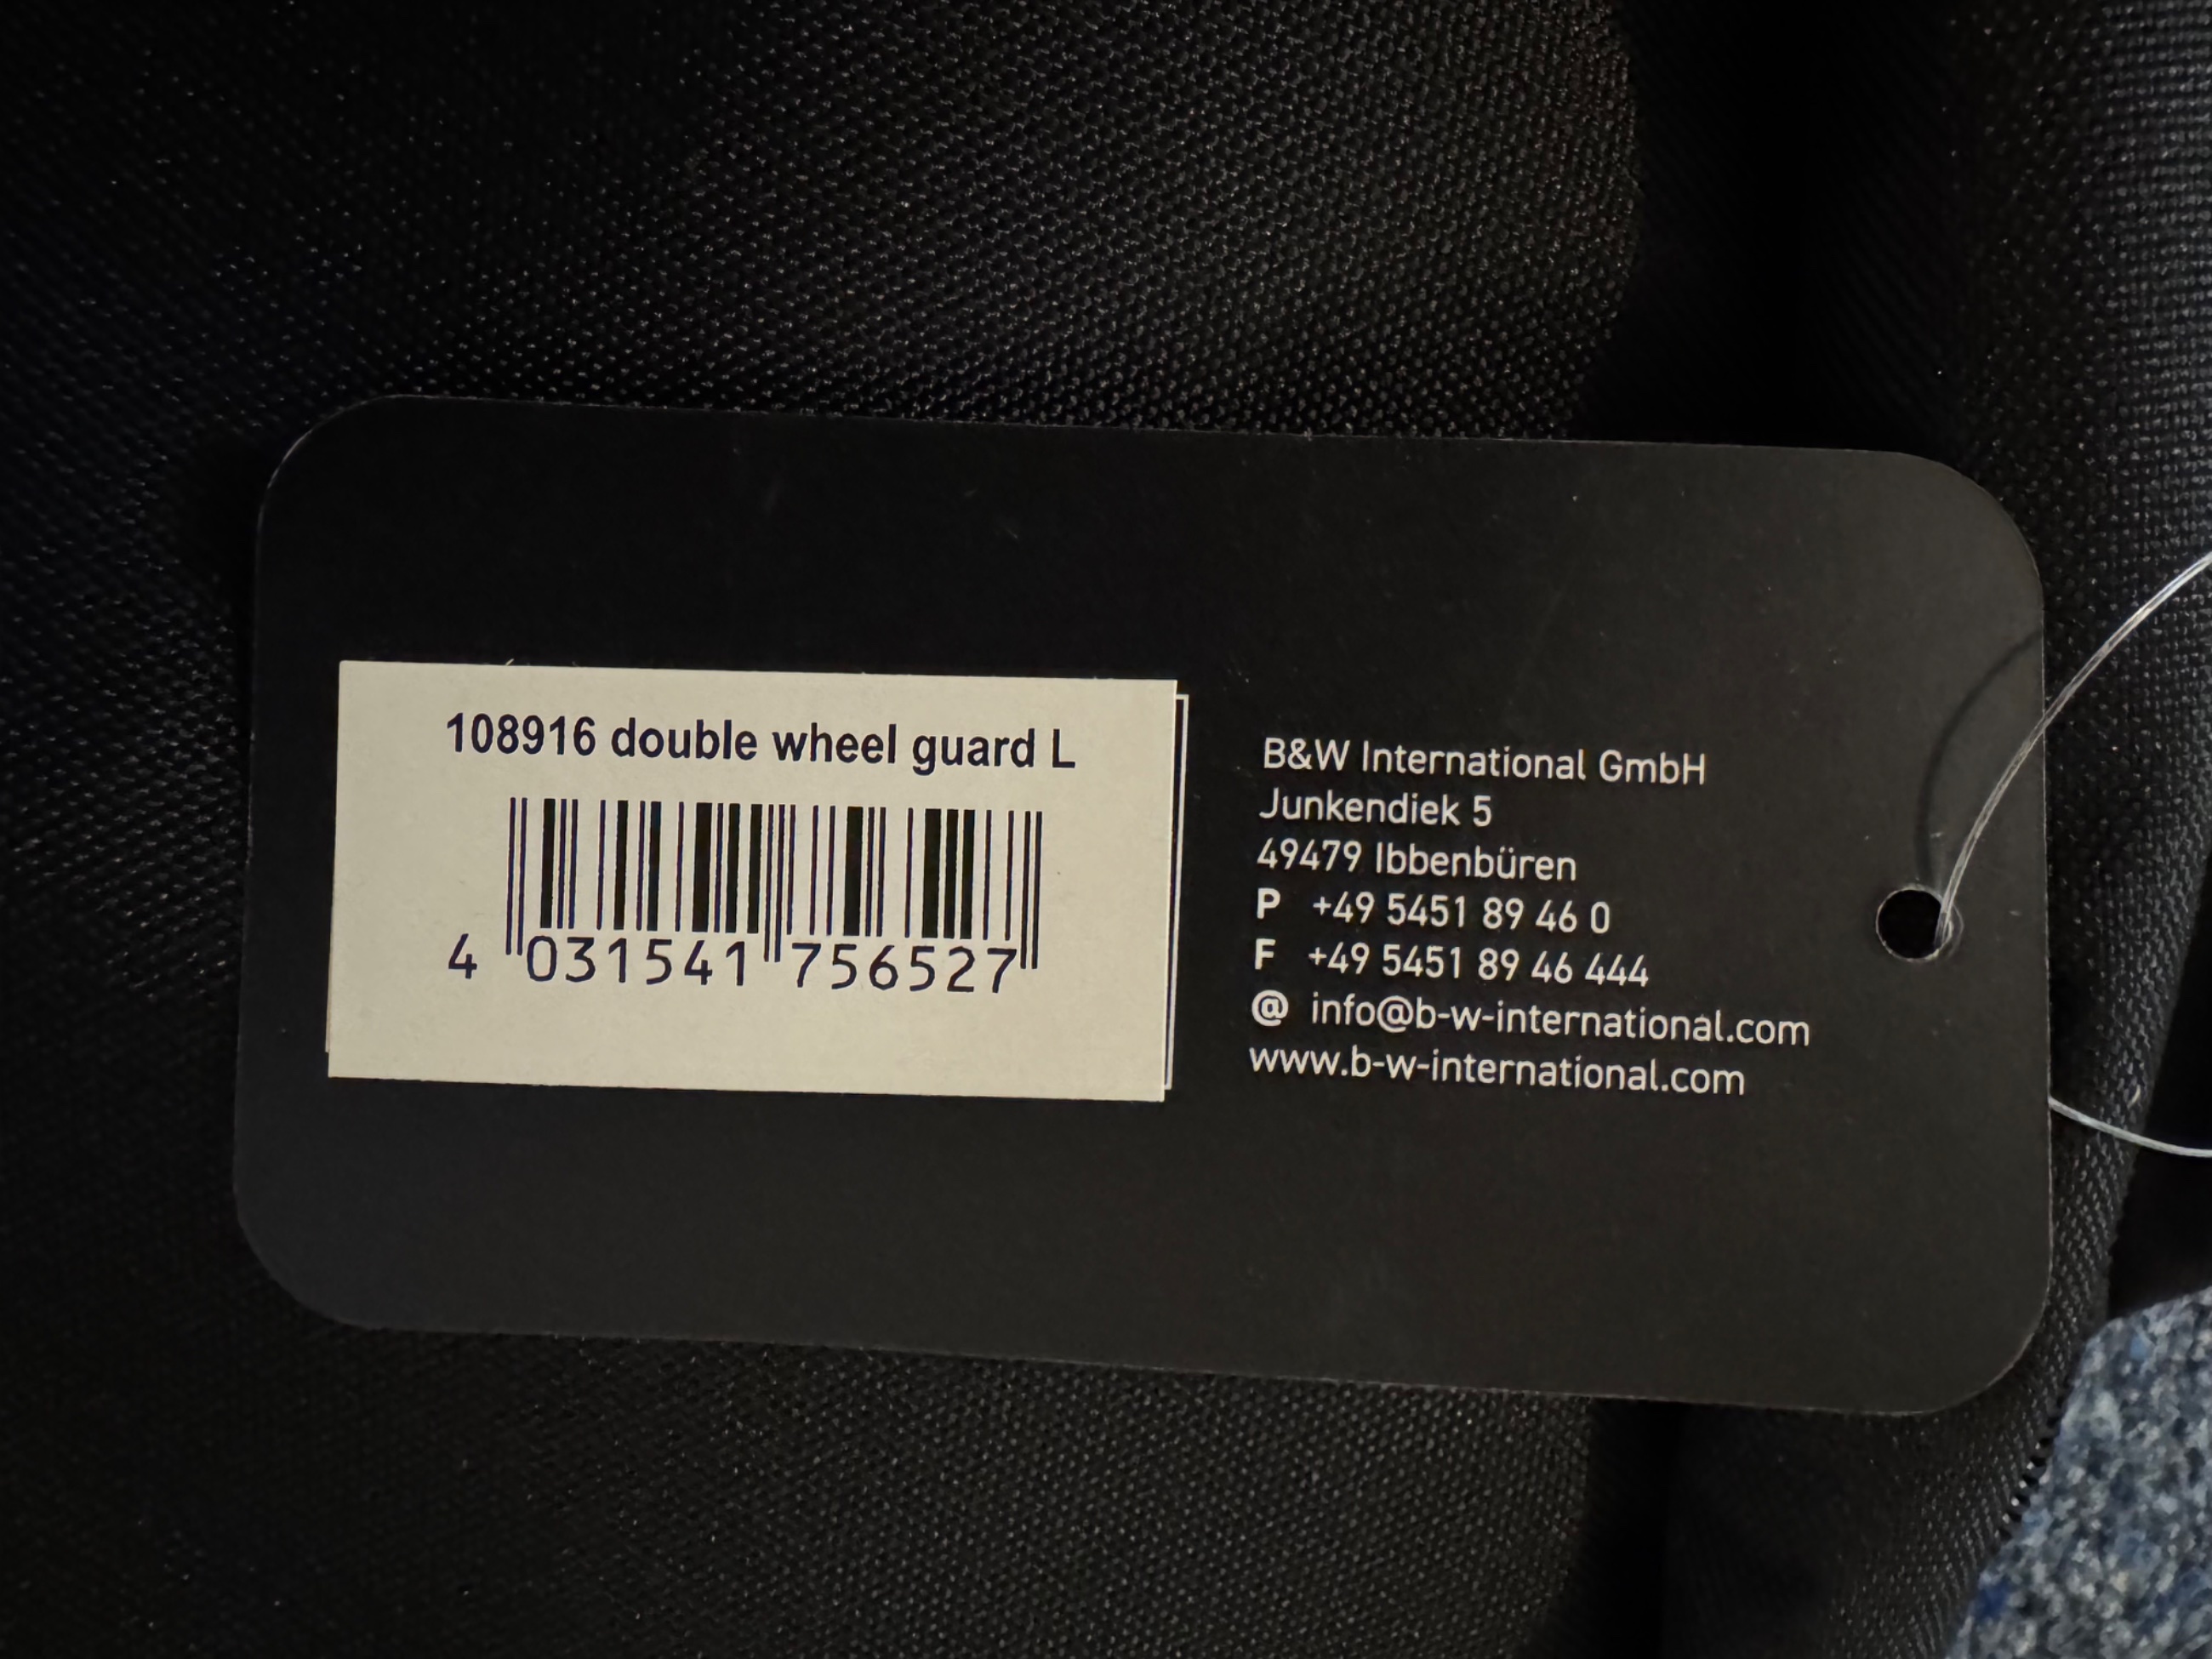 108916 double wheel guard L
4 031541 756527
B&W International GmbH
Junkendiek 5
49479 Ibbenbüren
P +49 5451 89 46 0
F +49 5451 89 46 444
@ info@b-w-international.com
www.b-w-international.com